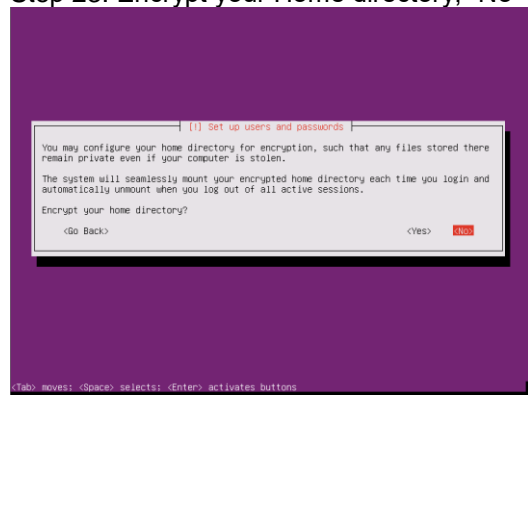 Step 28: Encrypt your Home directory, "No"
[!] Set up users and passwords
You may configure your home directory for encryption, such that any files stored there
remain private even if your computer is stolen.
The system will seamlessly mount your encrypted home directory each time you login and
automatically unmount when you log out of all active sessions.
Encrypt your home directory?
<Go Back> <Yes> <No>
<Tab> moves; <Space> selects; <Enter> activates buttons